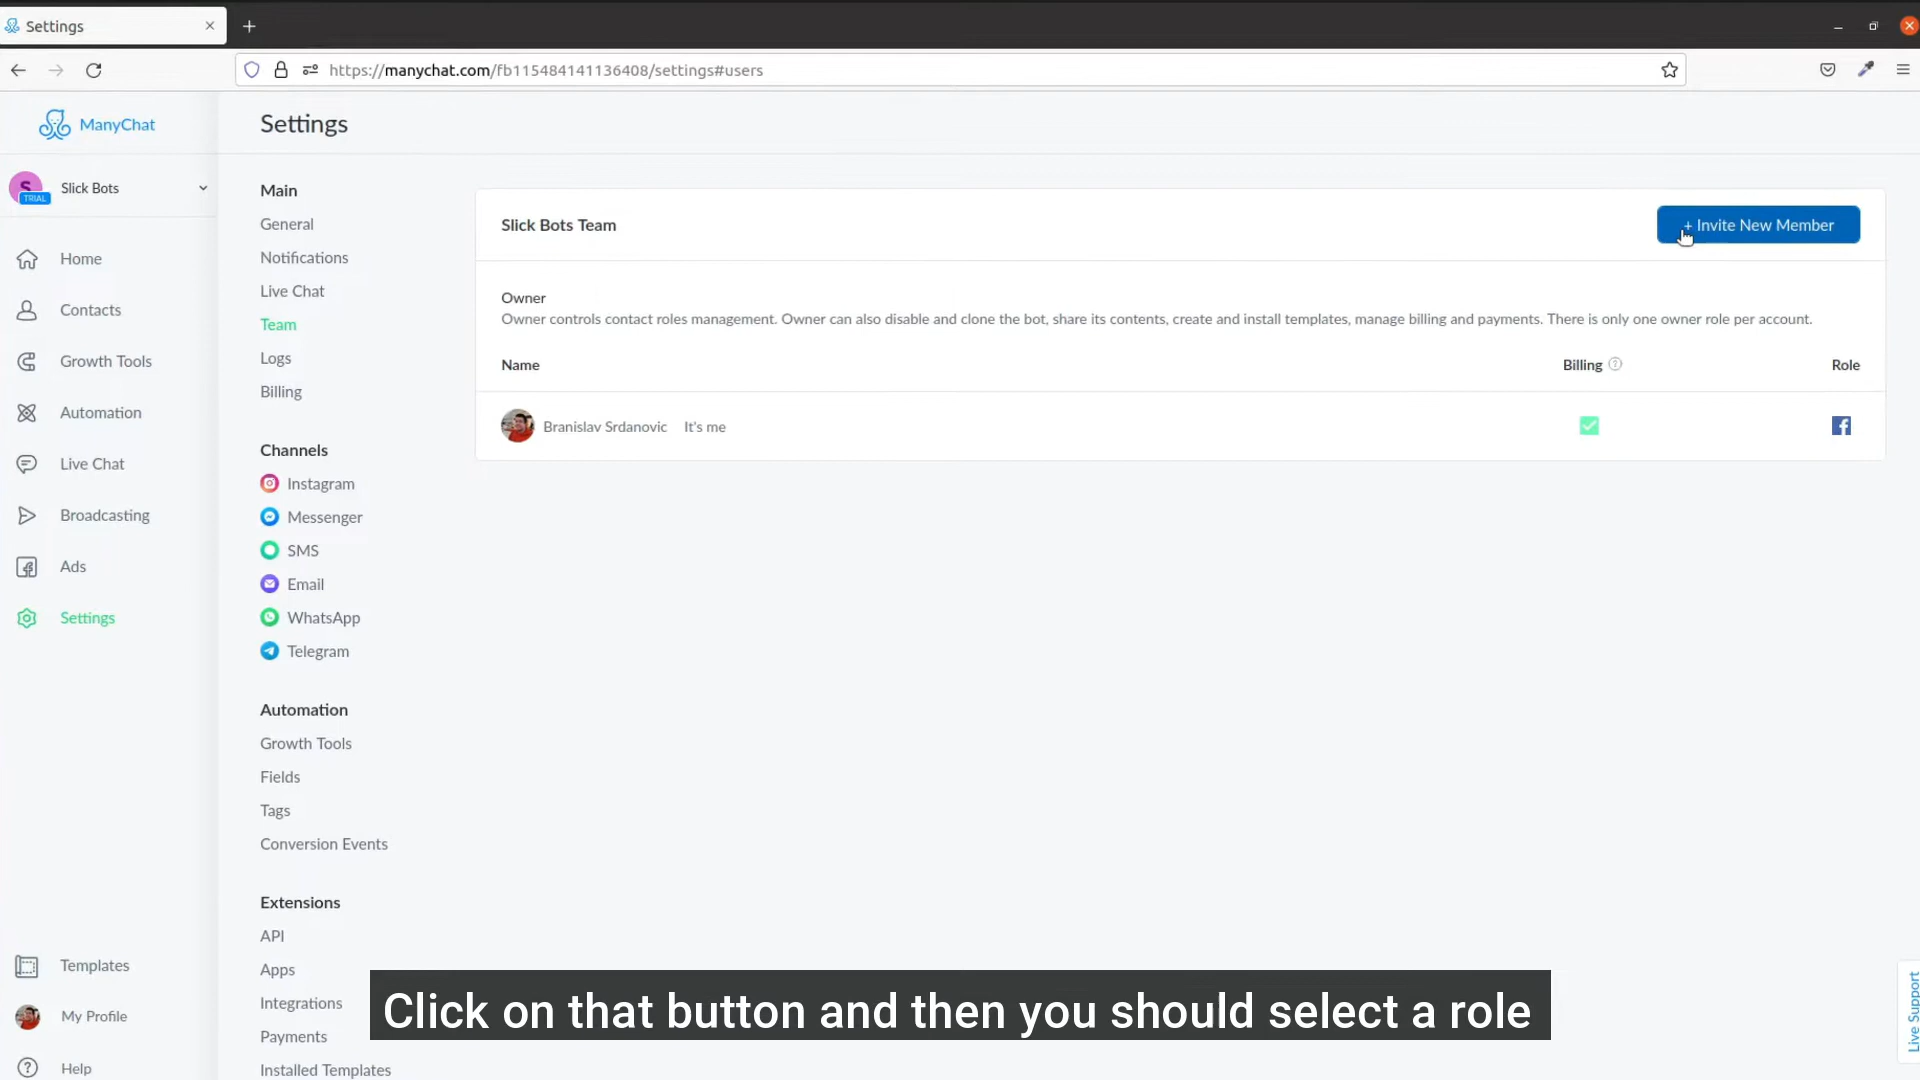 Settings
https://manychat.com/fb115484141136408/settings#users
ManyChat
Settings
S
TRIAL
Slick Bots
Home
Contacts
Growth Tools
Automation
Live Chat
Broadcasting
Ads
Settings
Templates
My Profile
Help
Main
General
Notifications
Live Chat
Team
Logs
Billing
Channels
Instagram
Messenger
SMS
Email
WhatsApp
Telegram
Automation
Growth Tools
Fields
Tags
Conversion Events
Extensions
API
Apps
Integrations
Payments
Installed Templates
Slick Bots Team
+ Invite New Member
Owner
Owner controls contact roles management. Owner can also disable and clone the bot, share its contents, create and install templates, manage billing and payments. There is only one owner role per account.
Name Billing ? Role
Branislav Srdanovic It's me
Live Support
Click on that button and then you should select a role